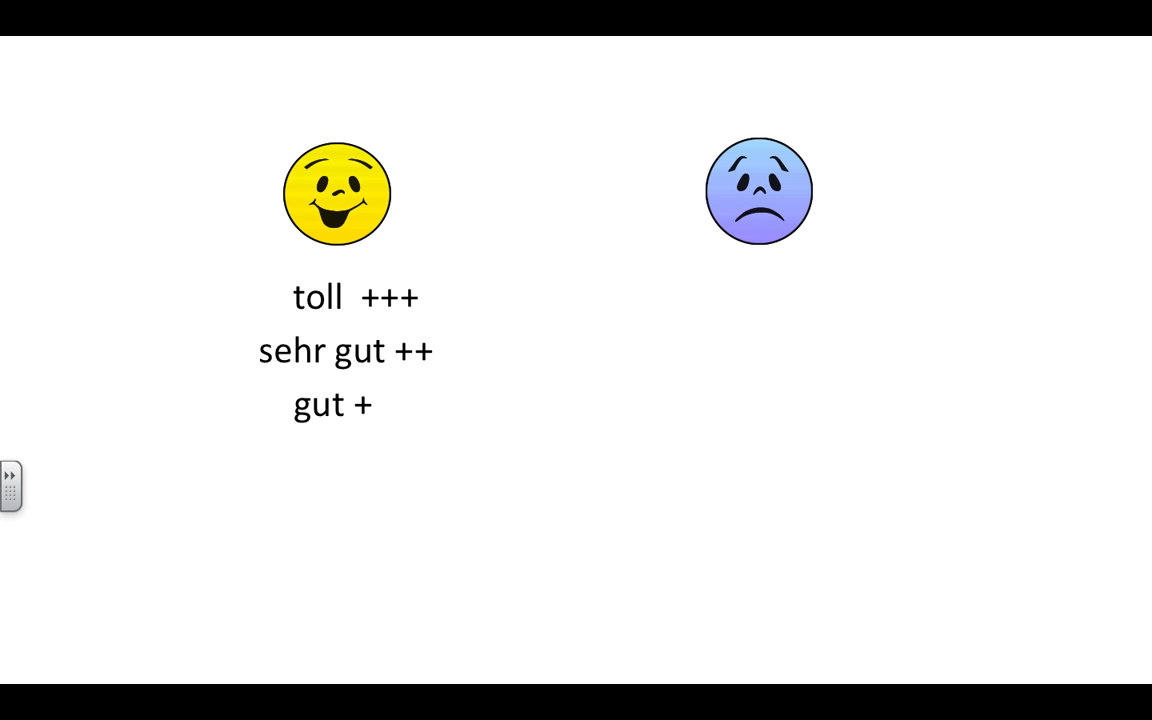 toll +++
sehr gut ++
gut +